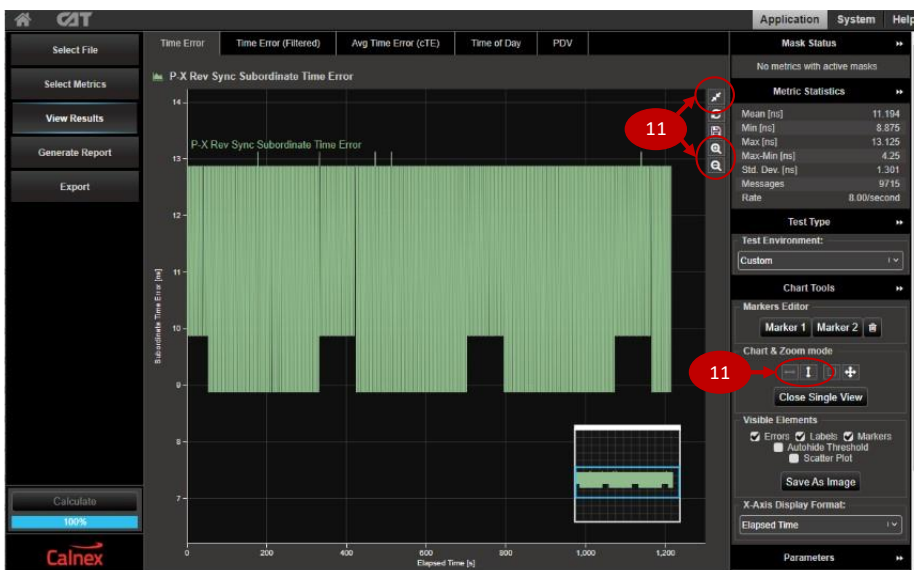 CAT
Application System Help
Select File
Select Metrics
View Results
Generate Report
Export
Calculate
100%
Calnex
Time Error Time Error (Filtered) Avg Time Error (cTE) Time of Day PDV
P-X Rev Sync Subordinate Time Error
P-X Rev Sync Subordinate Time Error
14
13
12
11
10
9
8
7
Subordinate Time Error [ns]
0 200 400 600 800 1,000 1,200
Elapsed Time [s]
11
11
Mask Status
No metrics with active masks
Metric Statistics
Mean [ns] 11.194
Min [ns] 8.875
Max [ns] 13.125
Max-Min [ns] 4.25
Std. Dev. [ns] 1.301
Messages 9715
Rate 8.00/second
Test Type
Test Environment:
Custom
Chart Tools
Markers Editor
Marker 1 Marker 2
Chart & Zoom mode
Close Single View
Visible Elements
Errors Labels Markers
Autohide Threshold
Scatter Plot
Save As Image
X-Axis Display Format:
Elapsed Time
Parameters